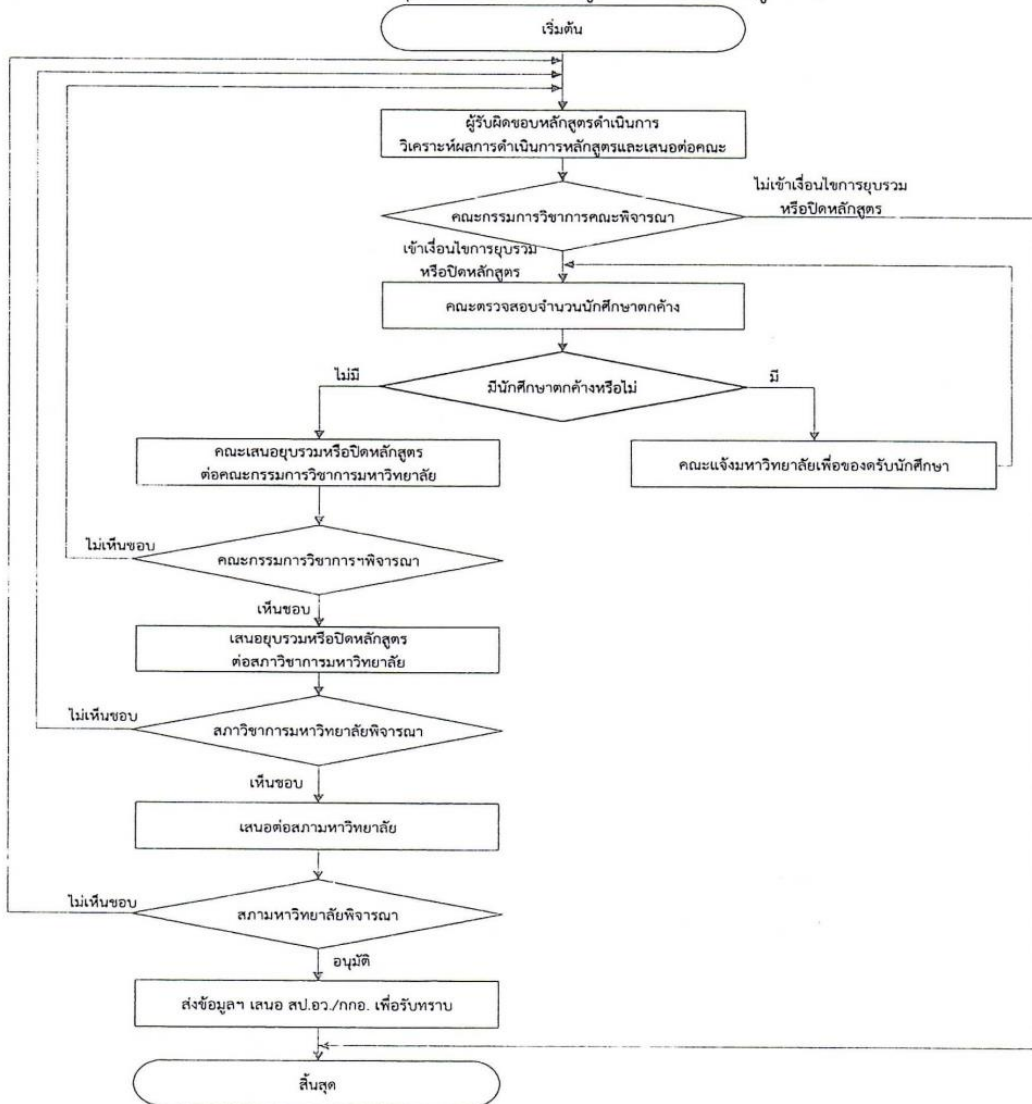 เริ่มต้น
ผู้รับผิดชอบหลักสูตรดำเนินการ
วิเคราะห์ผลการดำเนินการหลักสูตรและเสนอต่อคณะ
ไม่เข้าเงื่อนไขการยุบรวม
หรือปิดหลักสูตร
คณะกรรมการวิชาการคณะพิจารณา
เข้าเงื่อนไขการยุบรวม
หรือปิดหลักสูตร
คณะตรวจสอบจำนวนนักศึกษาตกค้าง
ไม่มี
มีนักศึกษาตกค้างหรือไม่
มี
คณะเสนอยุบรวมหรือปิดหลักสูตร
ต่อคณะกรรมการวิชาการมหาวิทยาลัย
คณะแจ้งมหาวิทยาลัยเพื่อของดรับนักศึกษา
ไม่เห็นชอบ
คณะกรรมการวิชาการฯพิจารณา
เห็นชอบ
เสนอยุบรวมหรือปิดหลักสูตร
ต่อสภาวิชาการมหาวิทยาลัย
ไม่เห็นชอบ
สภาวิชาการมหาวิทยาลัยพิจารณา
เห็นชอบ
เสนอต่อสภามหาวิทยาลัย
ไม่เห็นชอบ
สภามหาวิทยาลัยพิจารณา
อนุมัติ
ส่งข้อมูลฯ เสนอ สป.อว./กกอ. เพื่อรับทราบ
สิ้นสุด